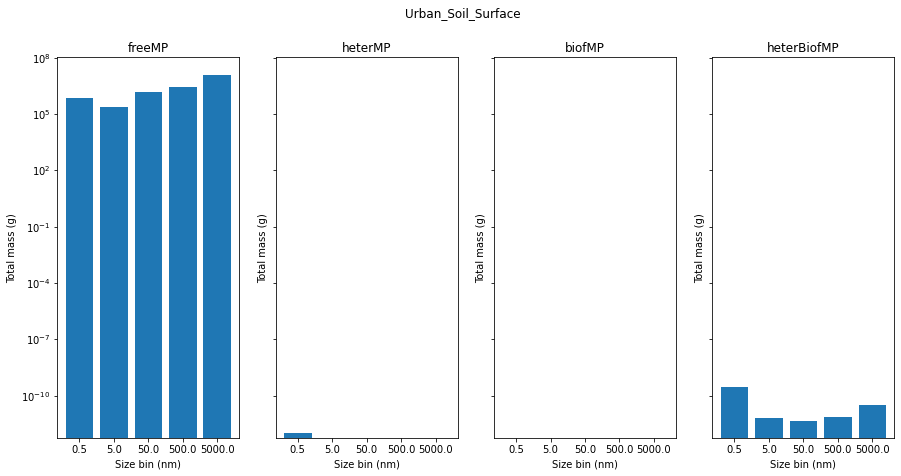 Urban_Soil_Surface
freeMP
heterMP
biofMP
heterBiofMP
Total mass (g)
10^8
10^5
10^2
10^-1
10^-4
10^-7
10^-10
0.5 5.0 50.0 500.0 5000.0
Size bin (nm)
Total mass (g)
0.5 5.0 50.0 500.0 5000.0
Size bin (nm)
Total mass (g)
0.5 5.0 50.0 500.0 5000.0
Size bin (nm)
Total mass (g)
0.5 5.0 50.0 500.0 5000.0
Size bin (nm)